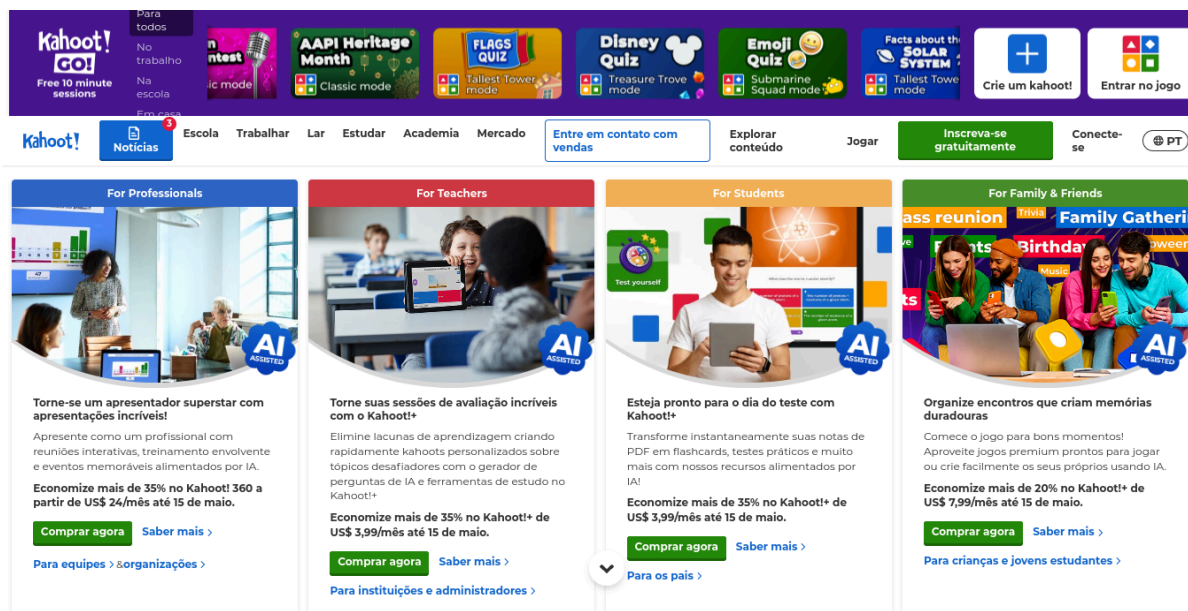 Kahoot!
GO!
Free 10 minute
sessions
Para
todos
No
trabalho
Na
escola
Em casa
AAPI Heritage
Month
Classic mode
FLAGS
QUIZ
Tallest Tower
mode
Disney
Quiz
Treasure Trove
mode
Emoji
Quiz
Submarine
Squad mode
Facts about the
SOLAR
SYSTEM
Tallest Tower
mode
Crie um kahoot!
Entrar no jogo
Kahoot!
3
Notícias
Escola
Trabalhar
Lar
Estudar
Academia
Mercado
Entre em contato com
vendas
Explorar
conteúdo
Jogar
Inscreva-se
gratuitamente
Conecte-
se
PT
For Professionals
AI
ASSISTED
Torne-se um apresentador superstar com
apresentações incríveis!
Apresente como um profissional com
reuniões interativas, treinamento envolvente
e eventos memoráveis alimentados por IA.
Economize mais de 35% no Kahoot! 360 a
partir de US$ 24/mês até 15 de maio.
Comprar agora Saber mais >
Para equipes > &organizações >
For Teachers
AI
ASSISTED
Torne suas sessões de avaliação incríveis
com o Kahoot!+
Elimine lacunas de aprendizagem criando
rapidamente kahoots personalizados sobre
tópicos desafiadores com o gerador de
perguntas de IA e ferramentas de estudo no
Kahoot!+
Economize mais de 35% no Kahoot!+ de
US$ 3,99/mês até 15 de maio.
Comprar agora Saber mais >
Para instituições e administradores >
For Students
Test yourself
AI
ASSISTED
Esteja pronto para o dia do teste com
Kahoot!+
Transforme instantaneamente suas notas de
PDF em flashcards, testes práticos e muito
mais com nossos recursos alimentados por
IA!
Economize mais de 35% no Kahoot!+ de
US$ 3,99/mês até 15 de maio.
Comprar agora Saber mais >
Para os pais >
For Family & Friends
ass reunion
Trivia
Family Gatheri
Birthday
Music
AI
ASSISTED
Organize encontros que criam memórias
duradouras
Comece o jogo para bons momentos!
Aproveite jogos premium prontos para jogar
ou crie facilmente os seus próprios usando IA.
Economize mais de 20% no Kahoot!+ de
US$ 7,99/mês até 15 de maio.
Comprar agora Saber mais >
Para crianças e jovens estudantes >